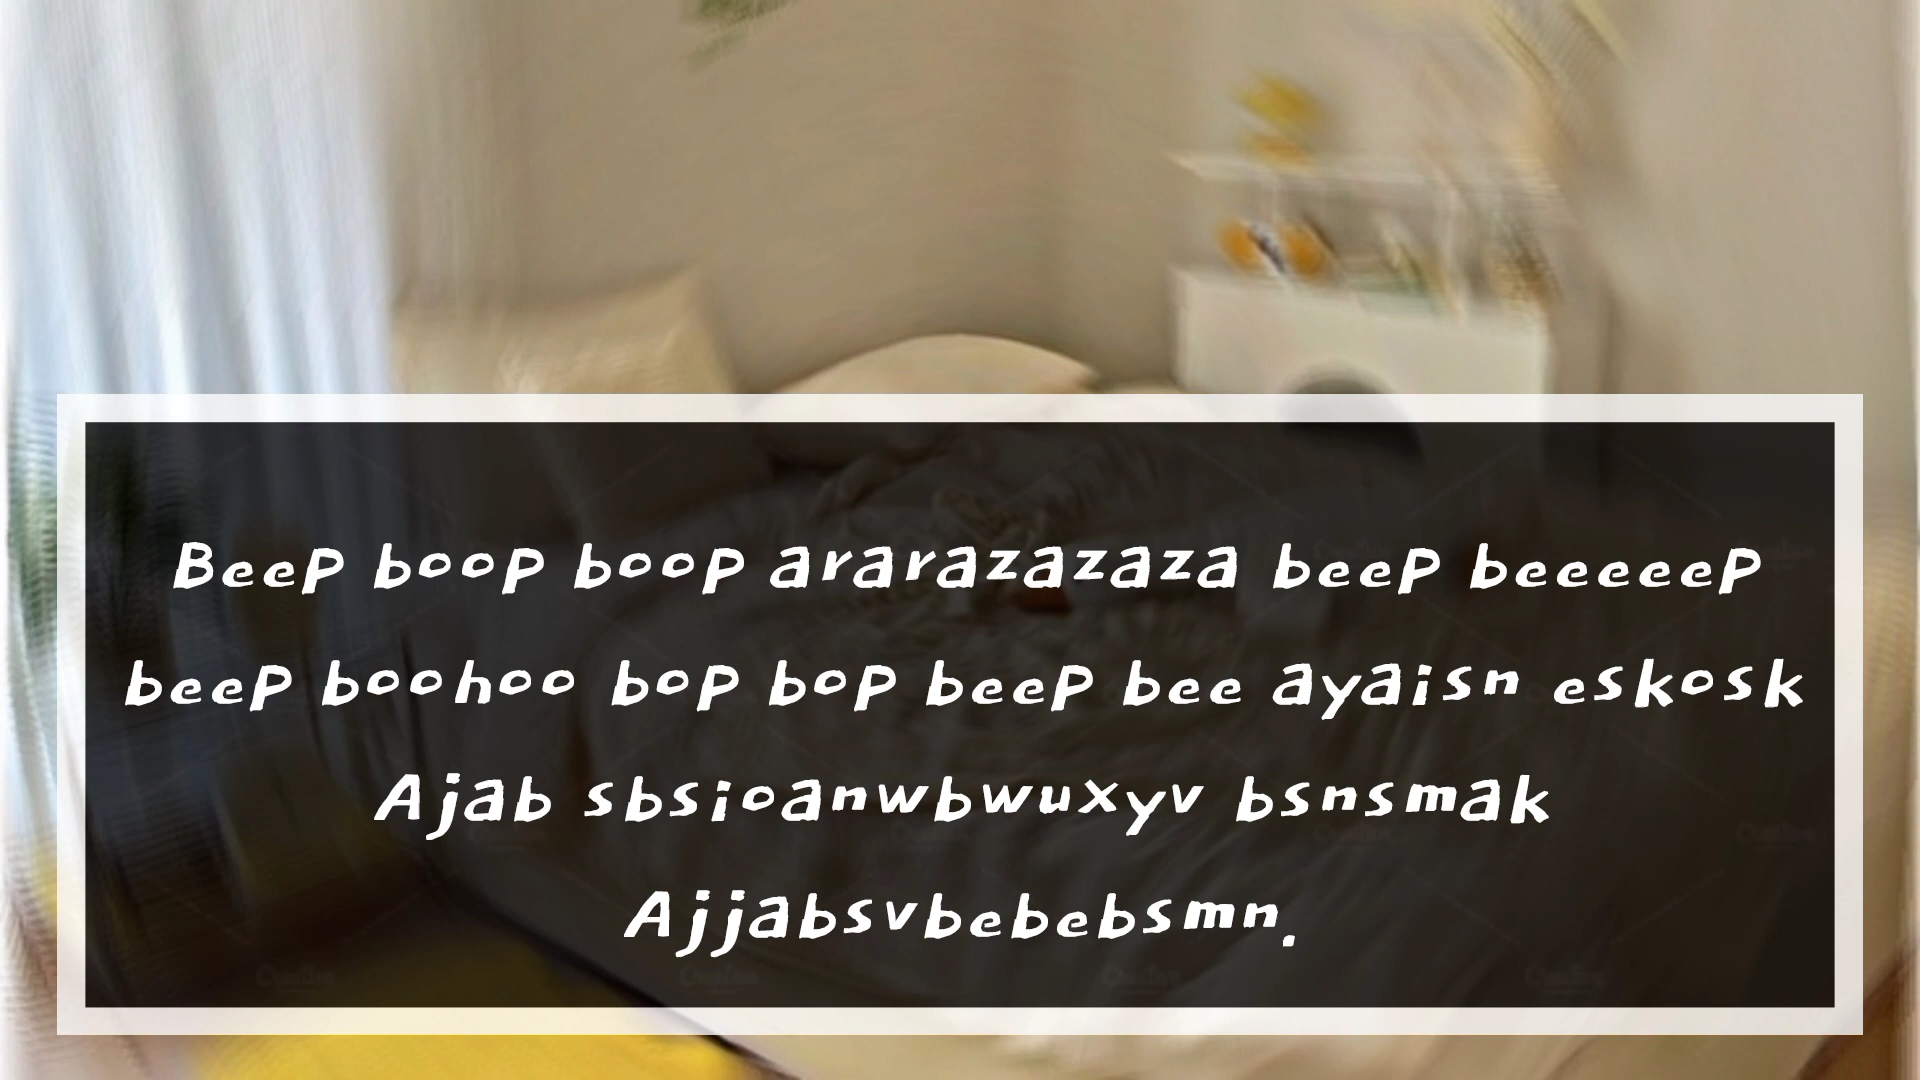 Beep boop boop ararazazaza beep beeeeep
beep boohoo bop bop beep bee ayaisn eskosk
Ajab sbsioanwbwuxyv bsnsmak
Ajjabsvbebebsmn.